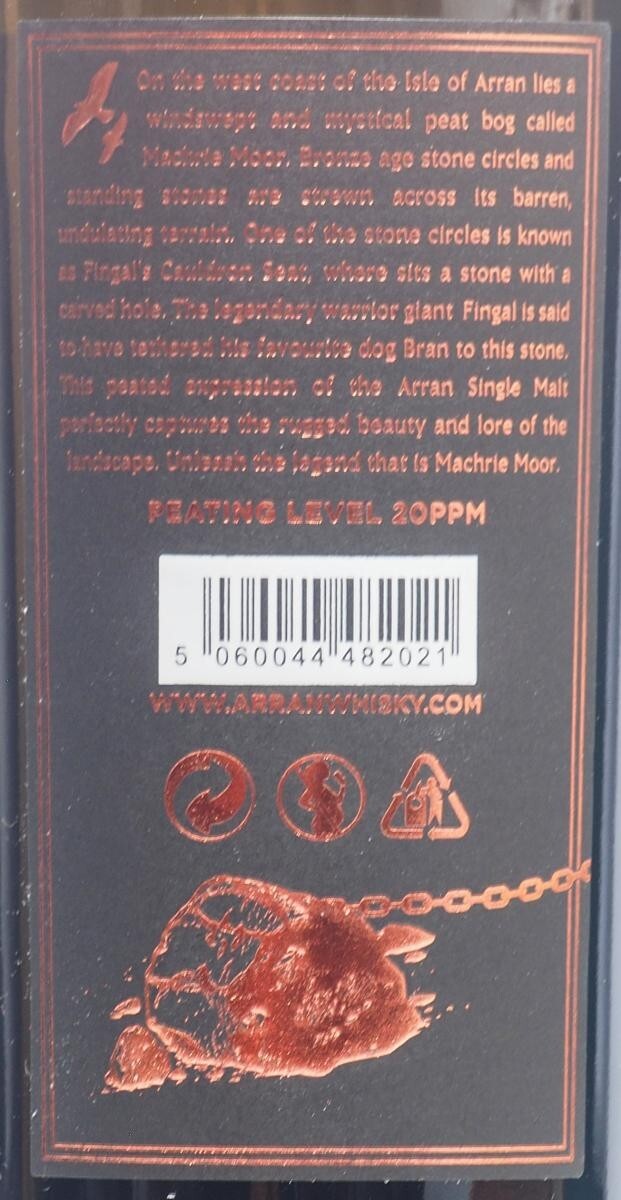 On the west coast of the Isle of Arran lies a
windswept and mystical peat bog called
Machrie Moor. Bronze age stone circles and
standing stones are strewn across its barren,
undulating terrain. One of the stone circles is known
as Fingal's Cauldron Seat, where sits a stone with a
carved hole. The legendary warrior giant Fingal is said
to have tethered his favourite dog Bran to this stone.
This peated expression of the Arran Single Malt
perfectly captures the rugged beauty and lore of the
landscape. Unleash the legend that is Machrie Moor.
PEATING LEVEL 20PPM
5 060044 482021
WWW.ARRANWHISKY.COM